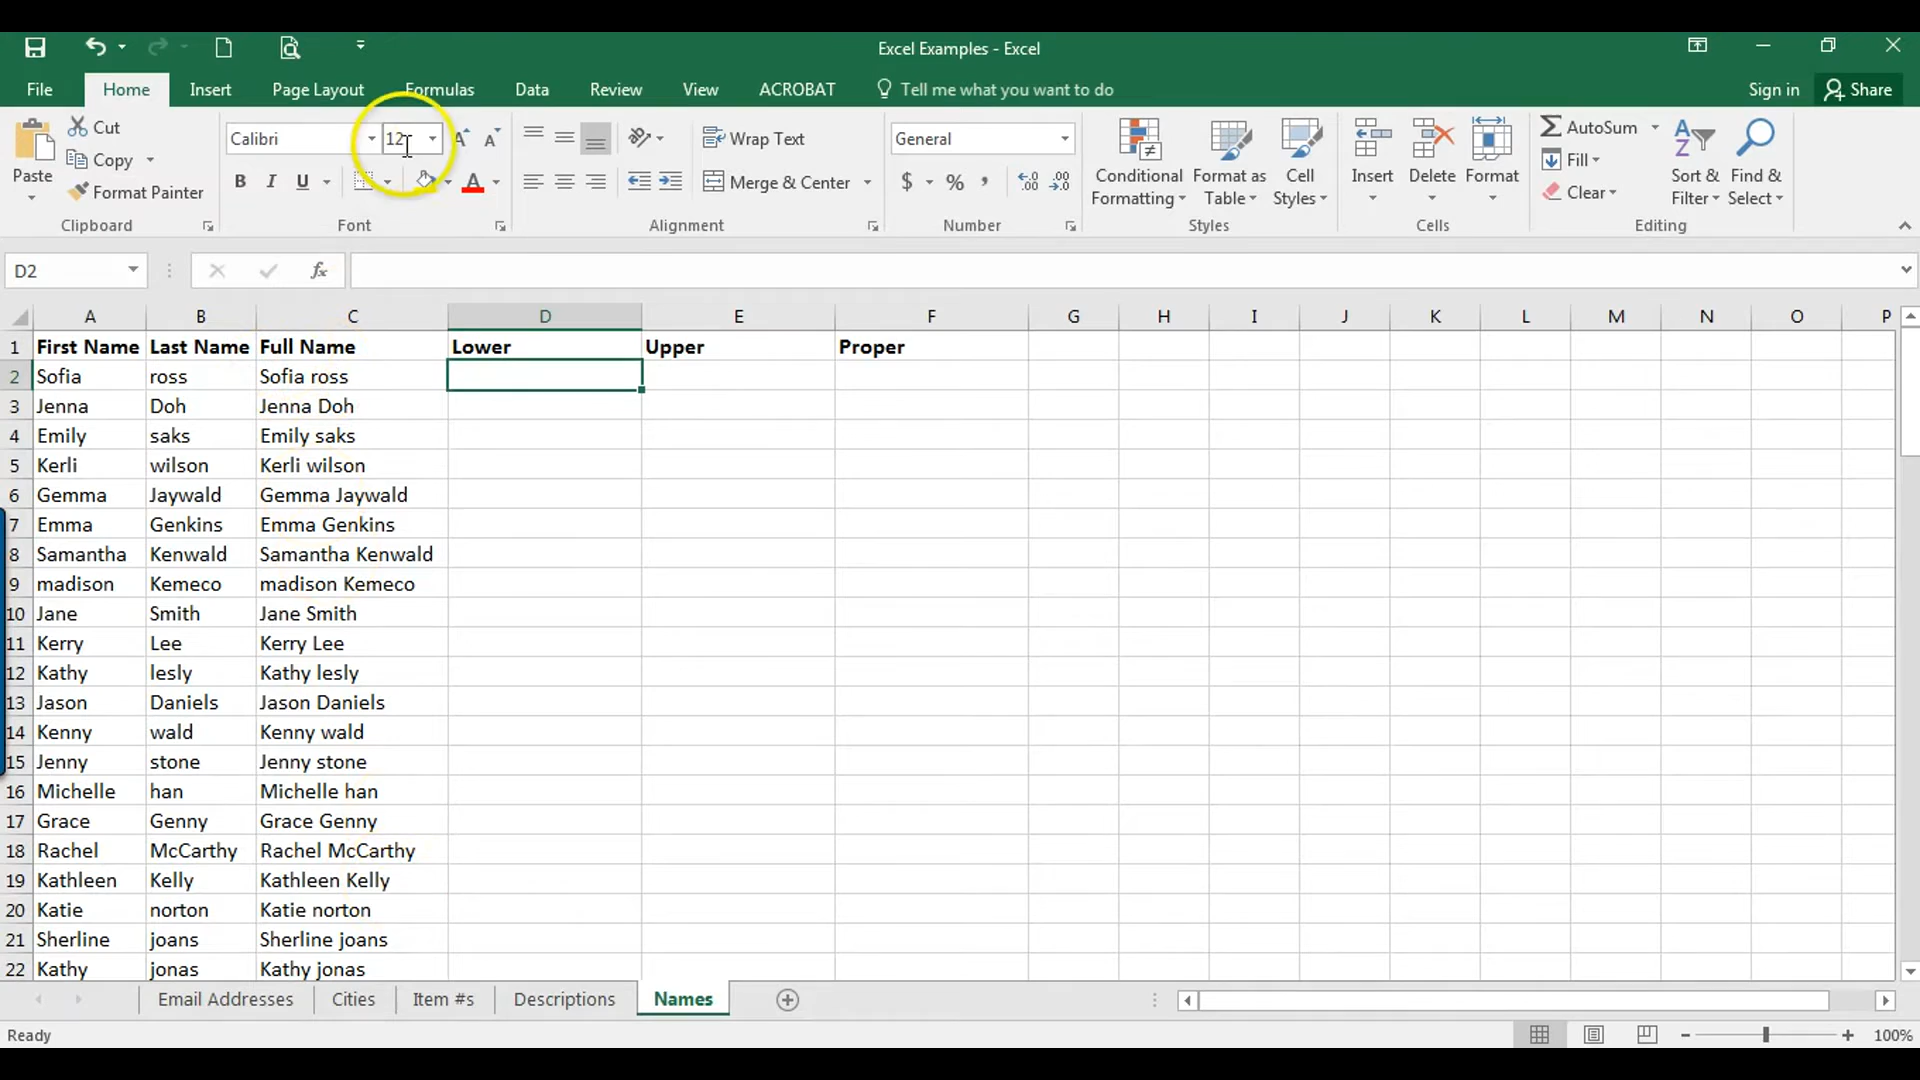 Excel Examples - Excel
File Home Insert Page Layout Formulas Data Review View ACROBAT Tell me what you want to do Sign in Share
Paste Cut Copy Format Painter Clipboard
Calibri 12 A A B I U A Font
Wrap Text Merge & Center Alignment
General $ % , .00 .0 Number
Conditional Formatting Format as Table Cell Styles Styles
Insert Delete Format Cells
AutoSum Fill Clear Sort & Filter Find & Select Editing
D2 fx
A B C D E F G H I J K L M N O P
1 First Name Last Name Full Name Lower Upper Proper
2 Sofia ross Sofia ross
3 Jenna Doh Jenna Doh
4 Emily saks Emily saks
5 Kerli wilson Kerli wilson
6 Gemma Jaywald Gemma Jaywald
7 Emma Genkins Emma Genkins
8 Samantha Kenwald Samantha Kenwald
9 madison Kemeco madison Kemeco
10 Jane Smith Jane Smith
11 Kerry Lee Kerry Lee
12 Kathy lesly Kathy lesly
13 Jason Daniels Jason Daniels
14 Kenny wald Kenny wald
15 Jenny stone Jenny stone
16 Michelle han Michelle han
17 Grace Genny Grace Genny
18 Rachel McCarthy Rachel McCarthy
19 Kathleen Kelly Kathleen Kelly
20 Katie norton Katie norton
21 Sherline joans Sherline joans
22 Kathy jonas Kathy jonas
Email Addresses Cities Item #s Descriptions Names
Ready 100%